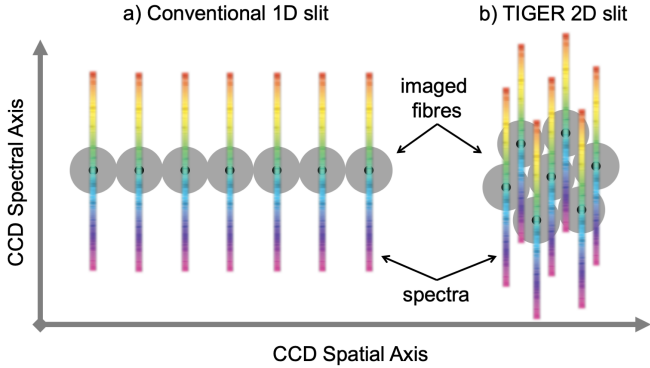 a) Conventional 1D slit
b) TIGER 2D slit
imaged
fibres
spectra
CCD Spectral Axis
CCD Spatial Axis